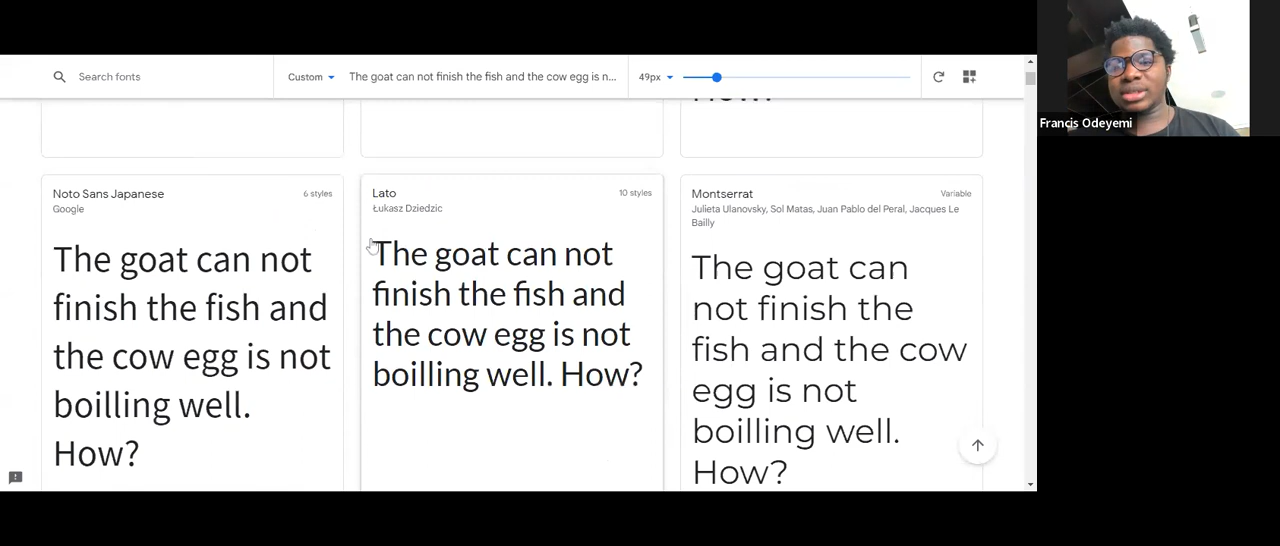 Search fonts
Custom
The goat can not finish the fish and the cow egg is n...
49px
Francis Odeyemi
Noto Sans Japanese
6 styles
Google
The goat can not
finish the fish and
the cow egg is not
boilling well.
How?
Lato
10 styles
Łukasz Dziedzic
The goat can not
finish the fish and
the cow egg is not
boilling well. How?
Montserrat
Variable
Julieta Ulanovsky, Sol Matas, Juan Pablo del Peral, Jacques Le
Bailly
The goat can
not finish the
fish and the cow
egg is not
boilling well.
How?